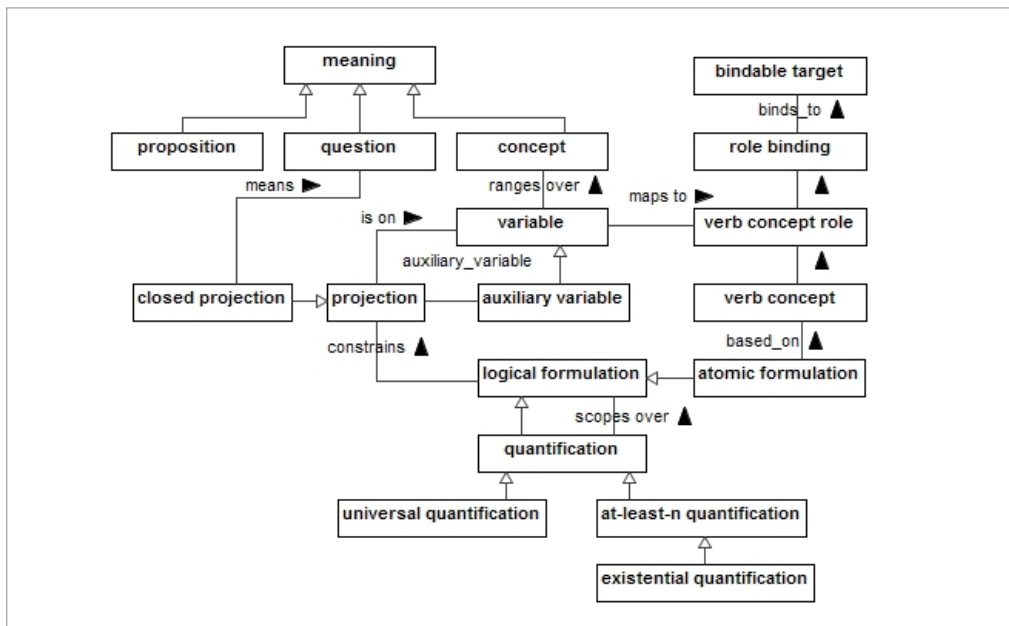 meaning
bindable target
binds_to
proposition
question
concept
role binding
means
ranges over
maps to
is on
variable
verb concept role
auxiliary_variable
closed projection
projection
auxiliary variable
verb concept
constrains
based_on
logical formulation
atomic formulation
scopes over
quantification
universal quantification
at-least-n quantification
existential quantification